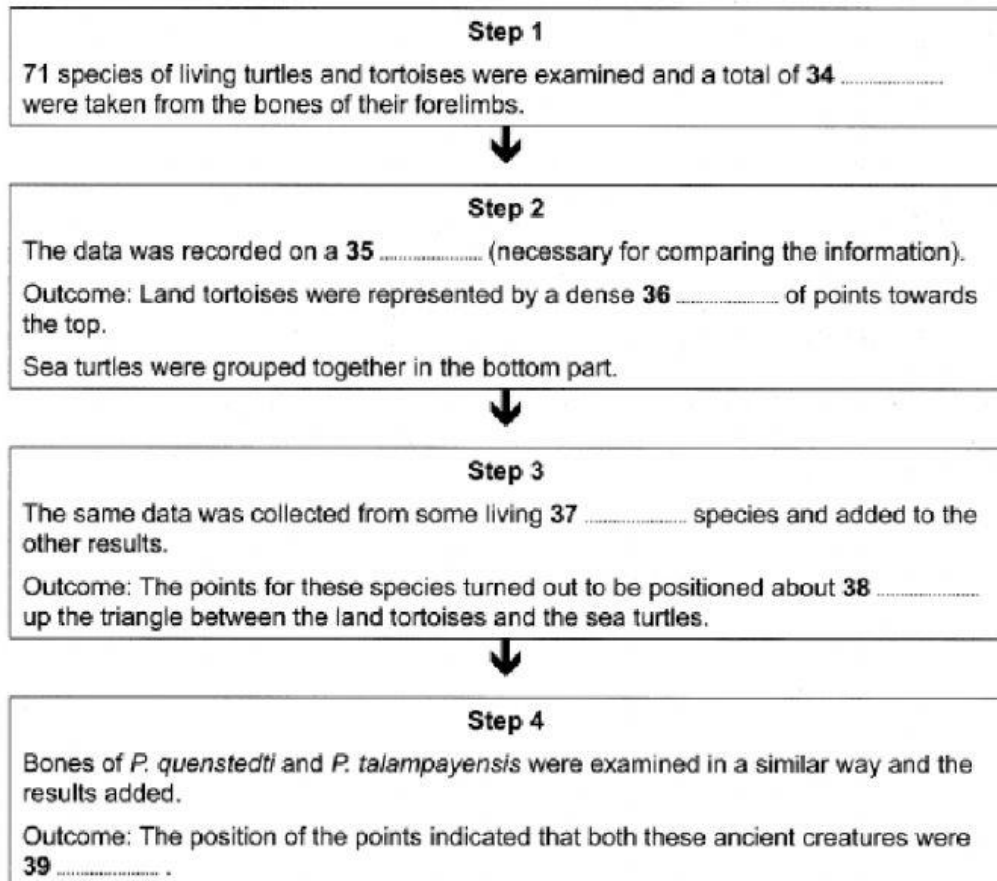 Step 1
71 species of living turtles and tortoises were examined and a total of 34 ....................
were taken from the bones of their forelimbs.
Step 2
The data was recorded on a 35 .................... (necessary for comparing the information).
Outcome: Land tortoises were represented by a dense 36 .................... of points towards
the top.
Sea turtles were grouped together in the bottom part.
Step 3
The same data was collected from some living 37 .................... species and added to the
other results.
Outcome: The points for these species turned out to be positioned about 38 ....................
up the triangle between the land tortoises and the sea turtles.
Step 4
Bones of P. quenstedti and P. talampayensis were examined in a similar way and the
results added.
Outcome: The position of the points indicated that both these ancient creatures were
39 .................... .